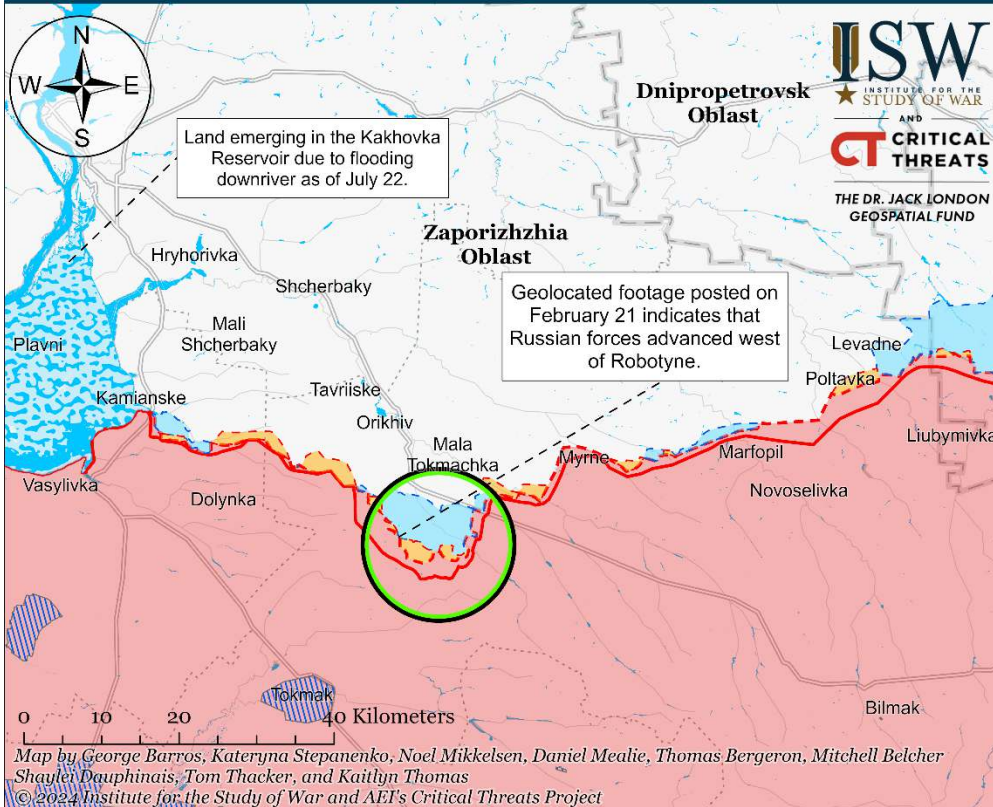 N
W
E
S
ISW
INSTITUTE FOR THE
STUDY OF WAR
AND
CT CRITICAL
THREATS
THE DR. JACK LONDON
GEOSPATIAL FUND
Dnipropetrovsk
Oblast
Land emerging in the Kakhovka
Reservoir due to flooding
downriver as of July 22.
Zaporizhzhia
Oblast
Hryhorivka
Shcherbaky
Geolocated footage posted on
February 21 indicates that
Russian forces advanced west
of Robotyne.
Mali
Shcherbaky
Plavni
Levadne
Tavriiske
Poltavka
Kamianske
Orikhiv
Mala
Tokmachka
Myrne
Marfopil
Liubymivka
Vasylivka
Dolynka
Novoselivka
Tokmak
Bilmak
0 10 20 40 Kilometers
Map by George Barros, Kateryna Stepanenko, Noel Mikkelsen, Daniel Mealie, Thomas Bergeron, Mitchell Belcher
Shaylei Dauphinais, Tom Thacker, and Kaitlyn Thomas
© 2024 Institute for the Study of War and AEI's Critical Threats Project